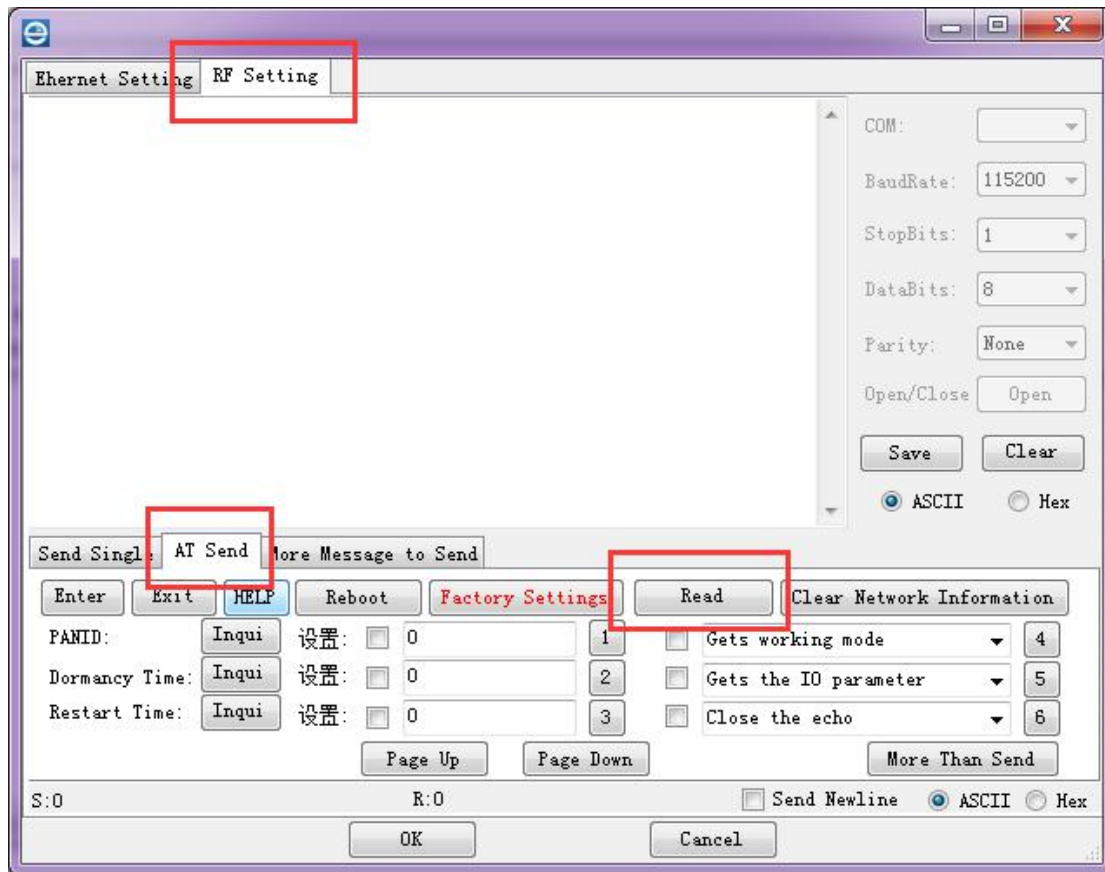 Ehernet Setting RF Setting
COM:
BaudRate: 115200
StopBits: 1
DataBits: 8
Parity: None
Open/Close Open
Save Clear
ASCII Hex
Send Single AT Send More Message to Send
Enter Exit HELP Reboot Factory Settings Read Clear Network Information
PANID: Inqui 设置: 0 1 Gets working mode 4
Dormancy Time: Inqui 设置: 0 2 Gets the IO parameter 5
Restart Time: Inqui 设置: 0 3 Close the echo 6
Page Up Page Down More Than Send
S:0 R:0 Send Newline ASCII Hex
OK Cancel